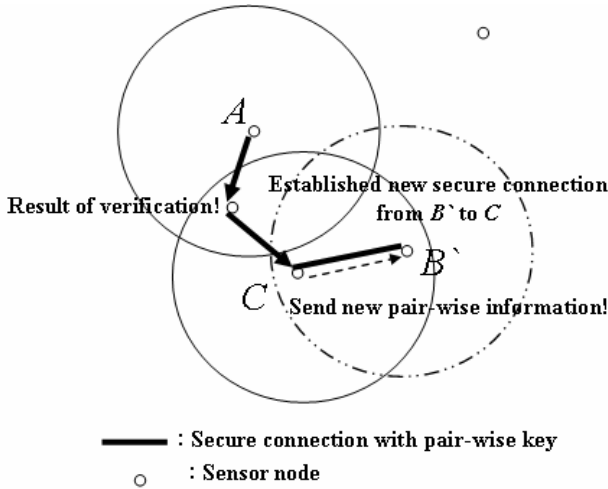 A
Result of verification!
Established new secure connection
from B` to C
B`
C
Send new pair-wise information!
: Secure connection with pair-wise key
: Sensor node